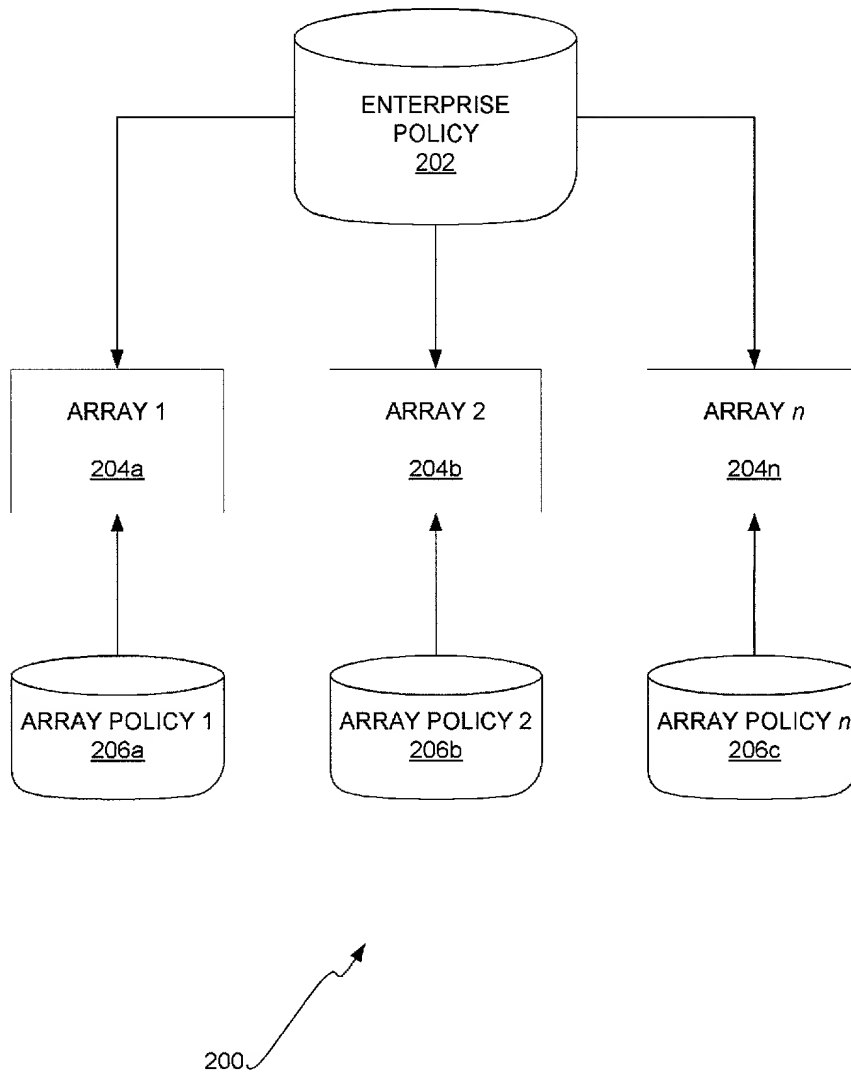 ENTERPRISE
POLICY
202
ARRAY 1
204a
ARRAY 2
204b
ARRAY n
204n
ARRAY POLICY 1
206a
ARRAY POLICY 2
206b
ARRAY POLICY n
206c
200